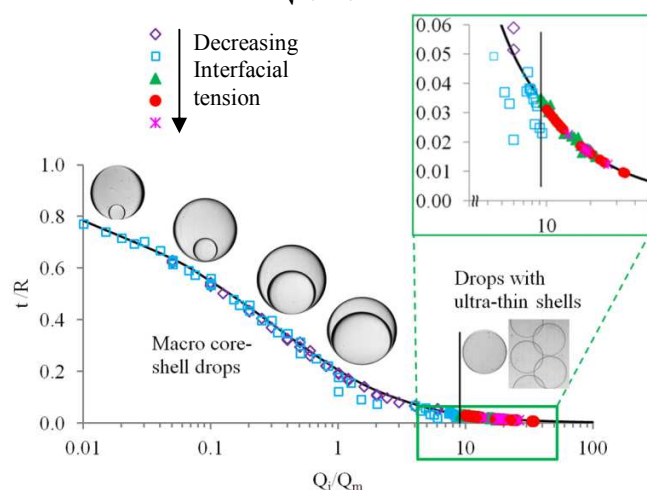 Decreasing
Interfacial
tension
0.06
0.05
0.04
0.03
0.02
0.01
0.00
10
1.0
0.8
0.6
0.4
0.2
0.0
t/R
Macro core-
shell drops
Drops with
ultra-thin shells
0.01
0.1
1
10
100
Qi/Qm